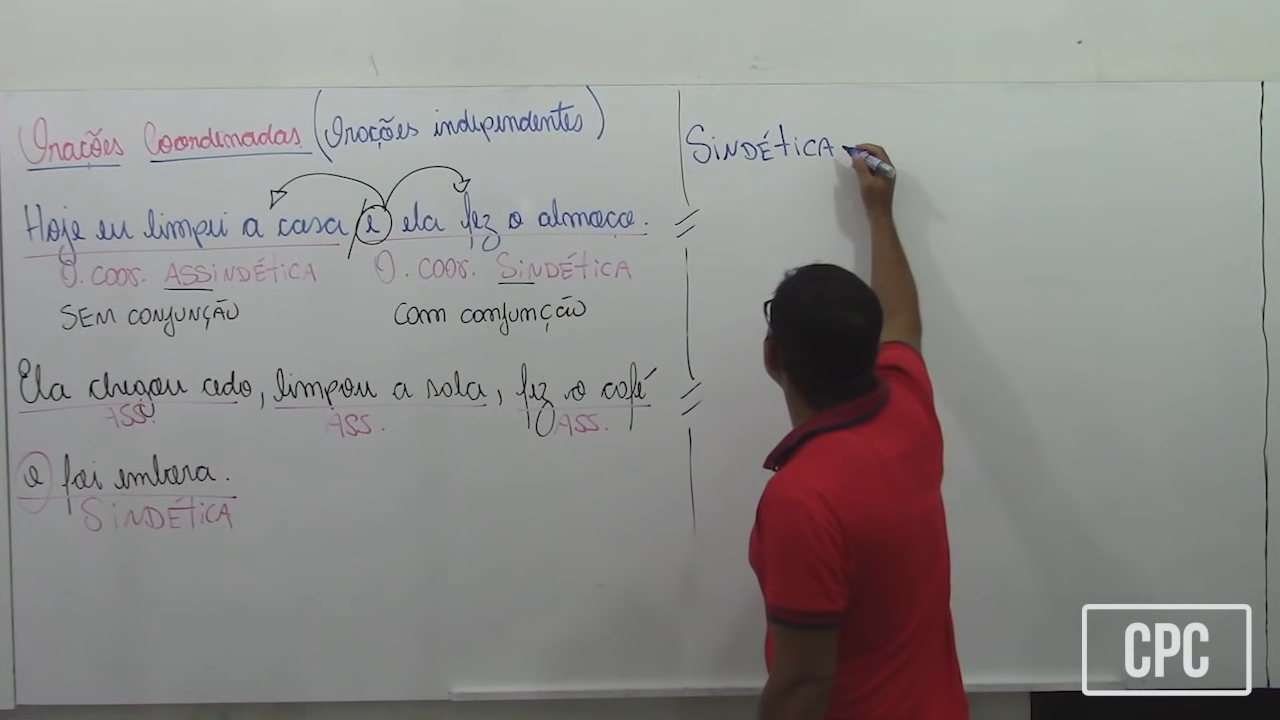 Orações Coordenadas (Orações independentes)
Hoje eu limpei a casa / e ela fez o almoço.
O. coor. ASSiNDÉTiCA O. coor. SiNDÉTiCA
SEM CONJUNÇÃO com conjunção
Ela chegou cedo, limpou a sala, fez o café
ASS. ASS. ASS.
e foi embora.
SiNDÉTiCA
SiNDÉTiCA
CPC